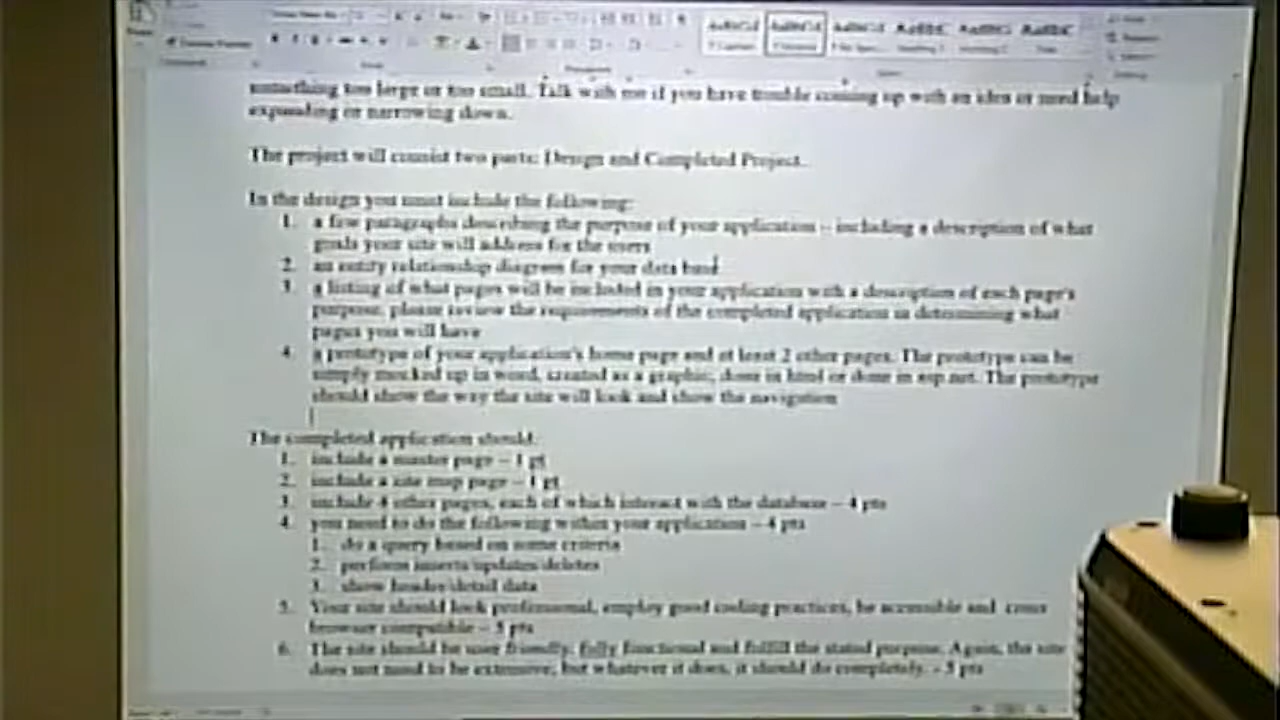 something too large or too small. Talk with me if you have trouble coming up with an idea or need help
expanding or narrowing down.
The project will consist two parts: Design and Completed Project.
In the design you must include the following:
1. a few paragraphs describing the purpose of your application – including a description of what
goals your site will address for the users
2. an entity relationship diagram for your data base
3. a listing of what pages will be included in your application with a description of each page's
purpose, please review the requirements of the completed application in determining what
pages you will have
4. a prototype of your application's home page and at least 2 other pages. The prototype can be
simply mocked up in word, created as a graphic, done in html or done in asp.net. The prototype
should show the way the site will look and show the navigation
The completed application should:
1. include a master page – 1 pt
2. include a site map page – 1 pt
3. include 4 other pages, each of which interact with the database – 4 pts
4. you need to do the following within your application – 4 pts
1. do a query based on some criteria
2. perform inserts/updates/deletes
3. show header/detail data
5. Your site should look professional, employ good coding practices, be accessible and cross
browser compatible – 5 pts
6. The site should be user friendly, fully functional and fulfill the stated purpose. Again, the site
does not need to be extensive, but whatever it does, it should do completely. - 5 pts